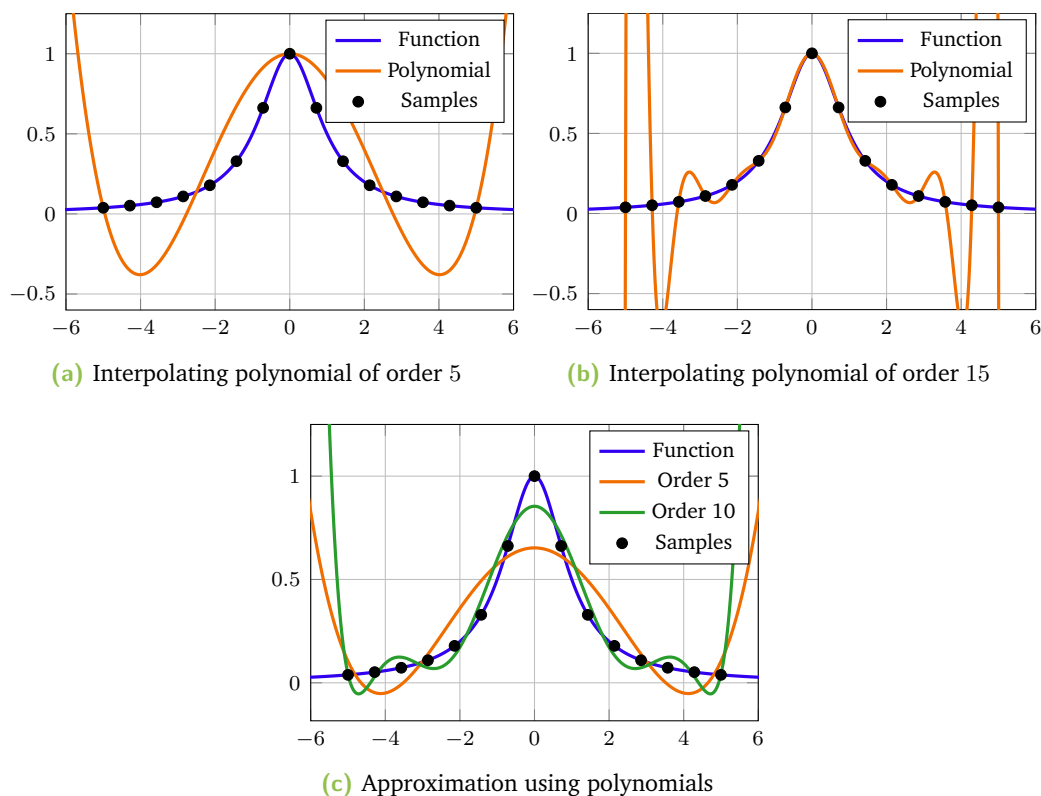 Function
Polynomial
Samples
1
0.5
0
−0.5
−6 −4 −2 0 2 4 6
(a) Interpolating polynomial of order 5
Function
Polynomial
Samples
1
0.5
0
−0.5
−6 −4 −2 0 2 4 6
(b) Interpolating polynomial of order 15
Function
Order 5
Order 10
Samples
1
0.5
0
−6 −4 −2 0 2 4 6
(c) Approximation using polynomials